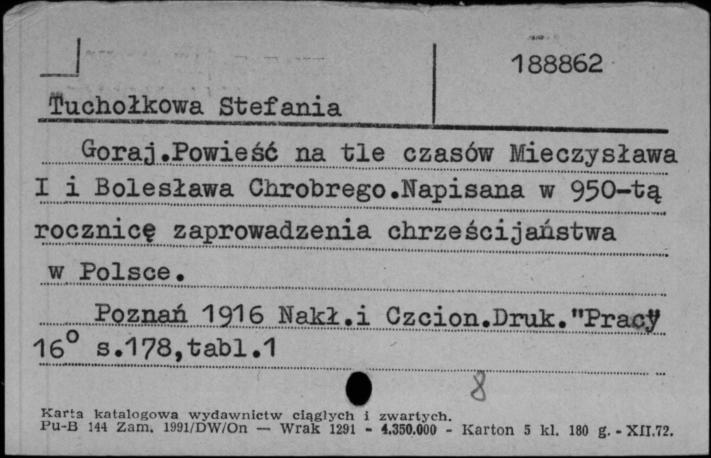 188862
Tuchołkowa Stefania
Goraj.Powieść na tle czasów Mieczysława
I i Bolesława Chrobrego.Napisana w 950-tą
rocznicę zaprowadzenia chrześcijaństwa
w Polsce.
Poznań 1916 Nakł.i Czcion.Druk."Pracy
16° s.178,tabl.1
8
Karta katalogowa wydawnictw ciągłych i zwartych.
Pu-B 144 Zam. 1991/DW/On — Wrak 1291 - 4.350.000 - Karton 5 kl. 180 g. - XII.72.